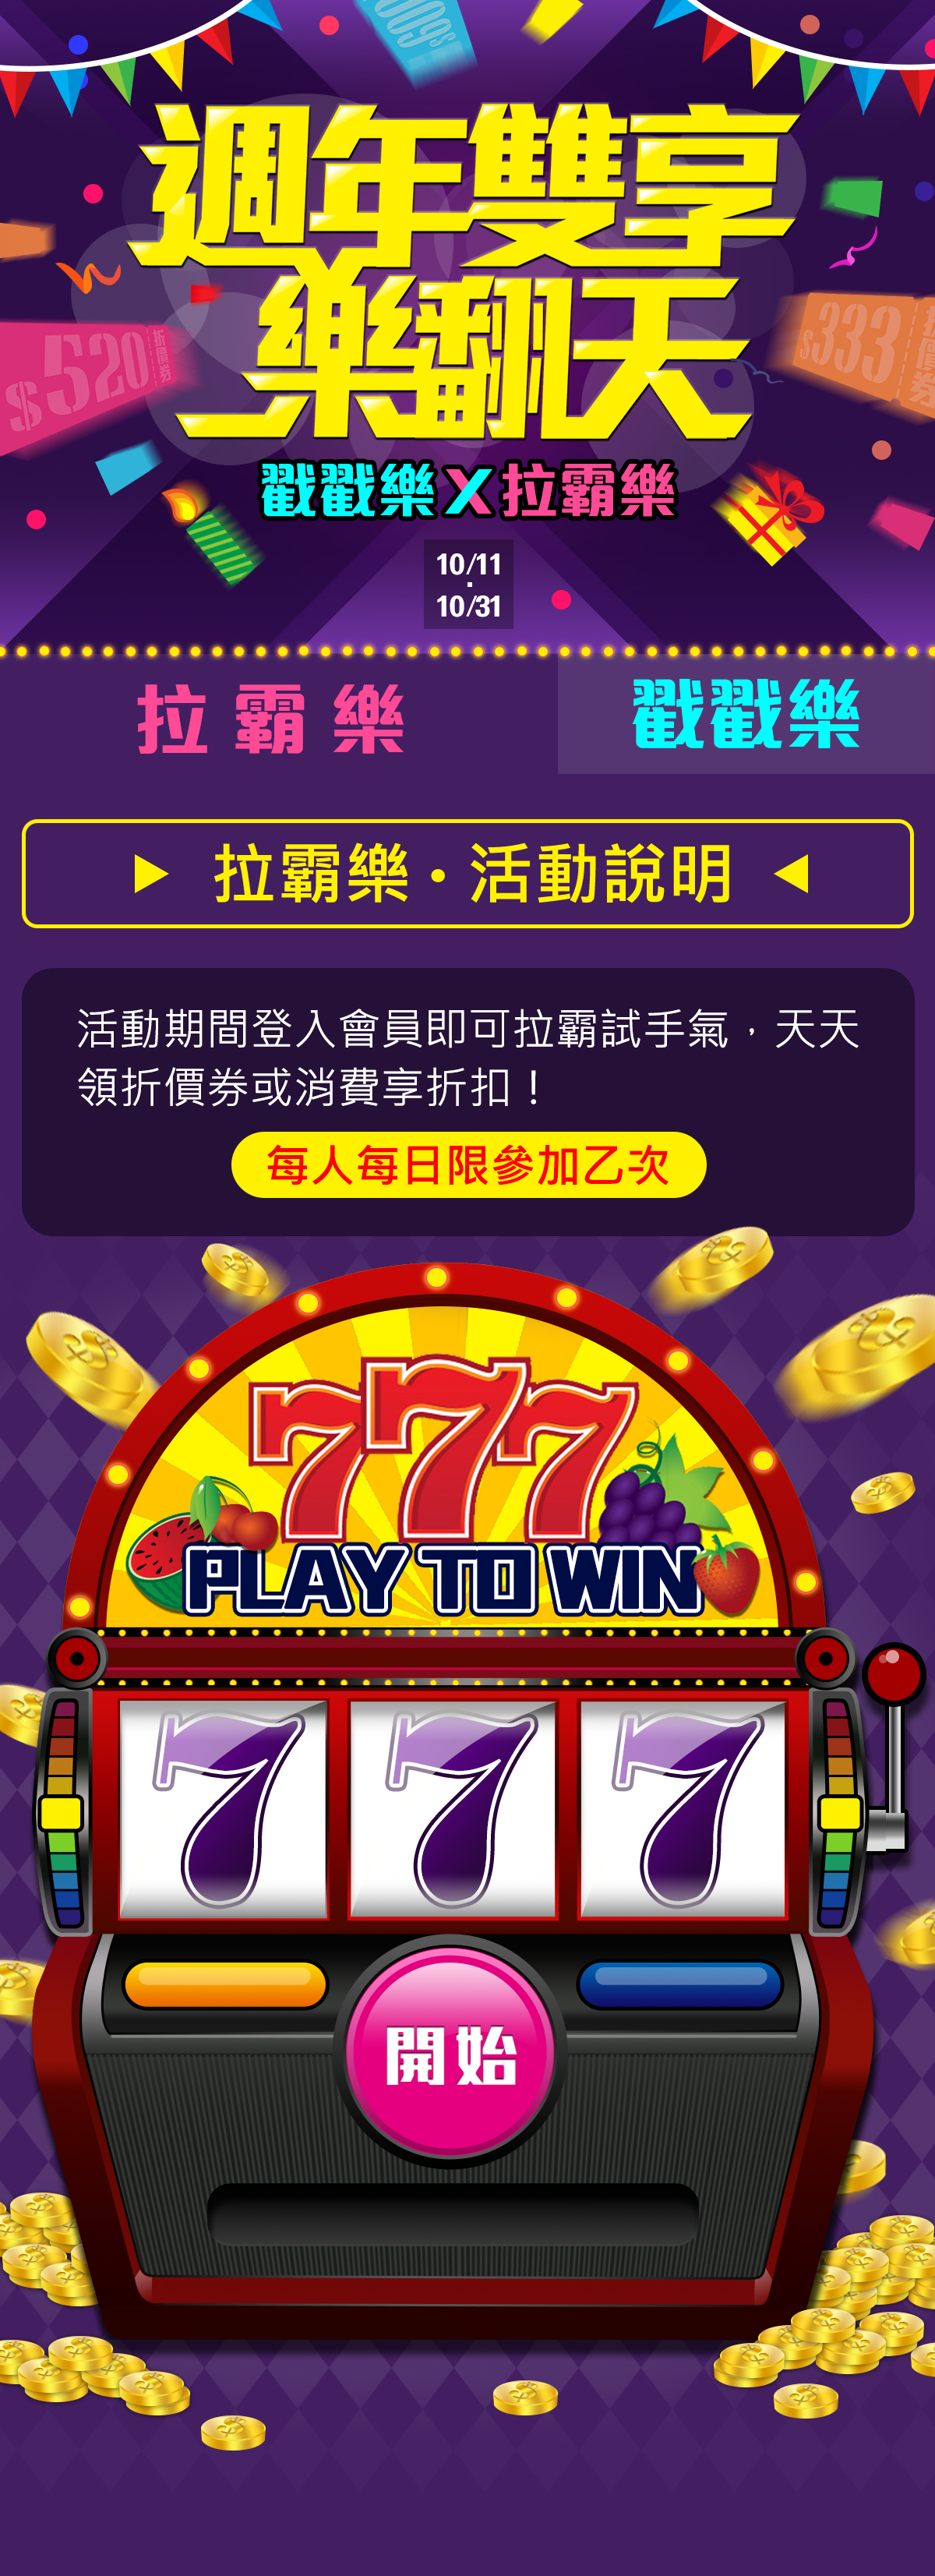 $600
週年雙享
樂翻天
$520 折價券
$333 折價券
戳戳樂X拉霸樂
10/11
10/31
拉霸樂
戳戳樂
拉霸樂·活動說明
活動期間登入會員即可拉霸試手氣，天天
領折價券或消費享折扣！
每人每日限參加乙次
777
PLAY TO WIN
7 7 7
開始